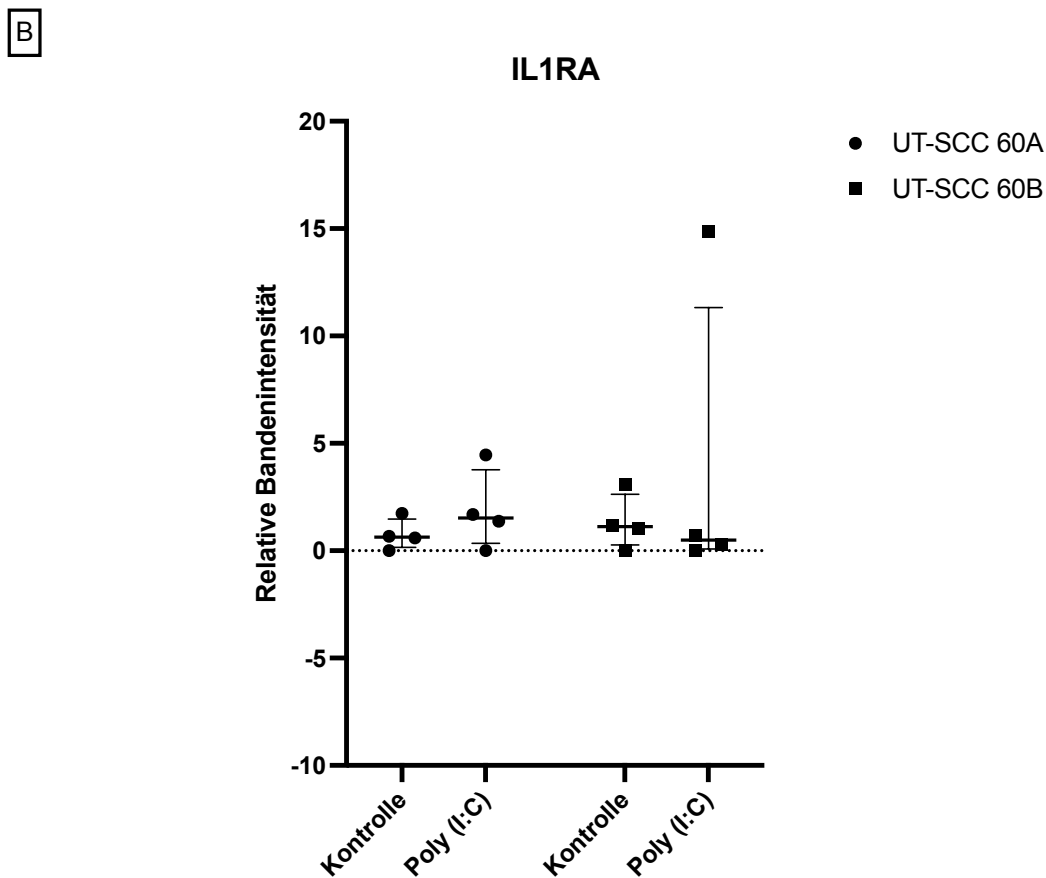 B
IL1RA
UT-SCC 60A
UT-SCC 60B
Relative Bandenintensität
20
15
10
5
0
-5
-10
Kontrolle
Poly (I:C)
Kontrolle
Poly (I:C)